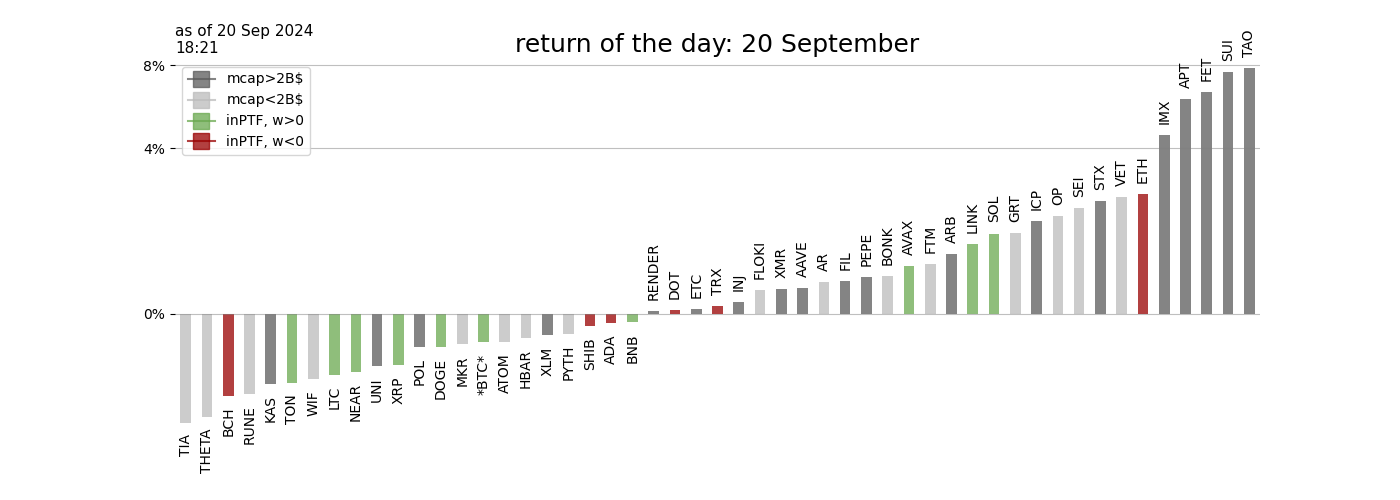 as of 20 Sep 2024
18:21
return of the day: 20 September
8%
4%
0%
mcap>2B$
mcap<2B$
inPTF, w>0
inPTF, w<0
TIA
THETA
BCH
RUNE
KAS
TON
WIF
LTC
NEAR
UNI
XRP
POL
DOGE
MKR
*BTC*
ATOM
HBAR
XLM
PYTH
SHIB
ADA
BNB
RENDER
DOT
ETC
TRX
INJ
FLOKI
XMR
AAVE
AR
FIL
PEPE
BONK
AVAX
FTM
ARB
LINK
SOL
GRT
ICP
OP
SEI
STX
VET
ETH
IMX
APT
FET
SUI
TAO